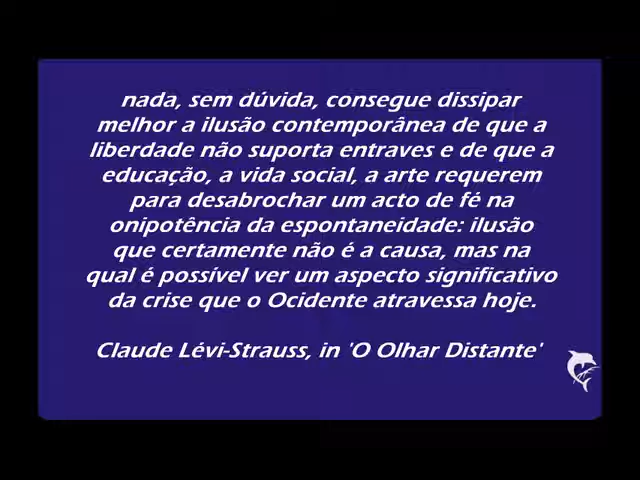 nada, sem dúvida, consegue dissipar
melhor a ilusão contemporânea de que a
liberdade não suporta entraves e de que a
educação, a vida social, a arte requerem
para desabrochar um acto de fé na
onipotência da espontaneidade: ilusão
que certamente não é a causa, mas na
qual é possível ver um aspecto significativo
da crise que o Ocidente atravessa hoje.
Claude Lévi-Strauss, in 'O Olhar Distante'